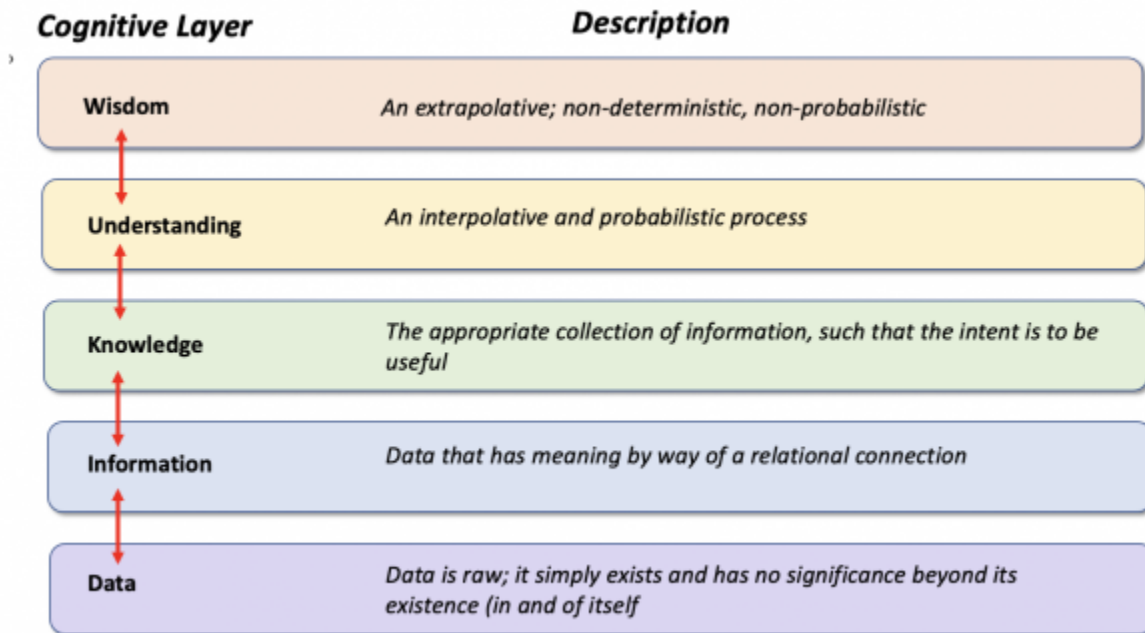 Cognitive Layer
Description
Wisdom
An extrapolative; non-deterministic, non-probabilistic
Understanding
An interpolative and probabilistic process
Knowledge
The appropriate collection of information, such that the intent is to be
useful
Information
Data that has meaning by way of a relational connection
Data
Data is raw; it simply exists and has no significance beyond its
existence (in and of itself